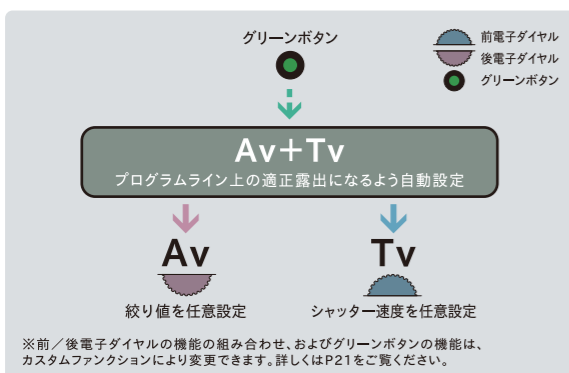 グリーンボタン
前電子ダイヤル
後電子ダイヤル
グリーンボタン
Av＋Tv
プログラムライン上の適正露出になるよう自動設定
Av
絞り値を任意設定
Tv
シャッター速度を任意設定
※前／後電子ダイヤルの機能の組み合わせ、およびグリーンボタンの機能は、
カスタムファンクションにより変更できます。詳しくはP21をご覧ください。